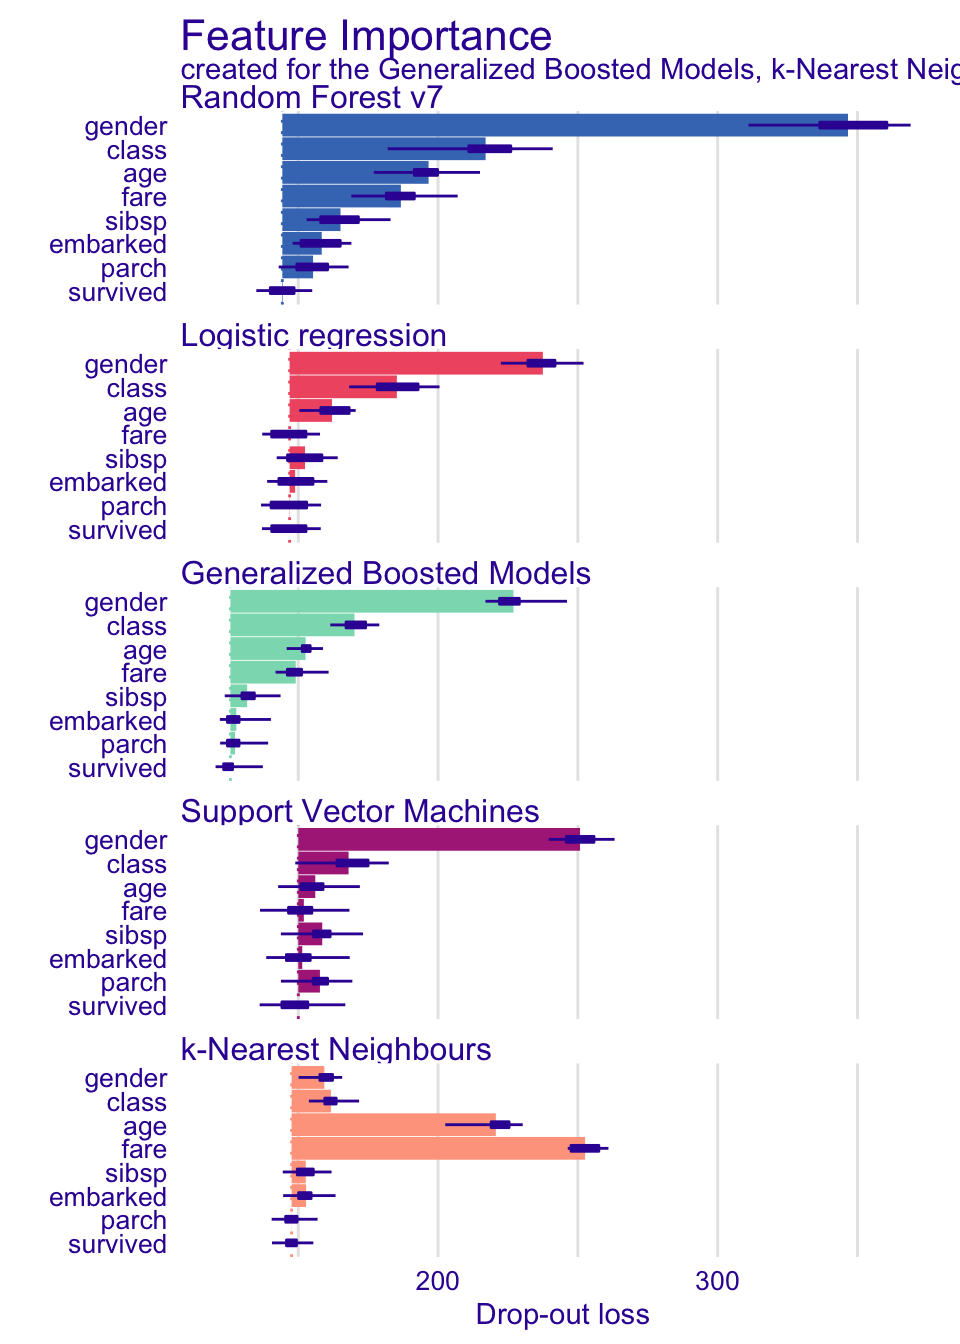 Feature Importance
created for the Generalized Boosted Models, k-Nearest Neig
Random Forest v7
gender
class
age
fare
sibsp
embarked
parch
survived
Logistic regression
gender
class
age
fare
sibsp
embarked
parch
survived
Generalized Boosted Models
gender
class
age
fare
sibsp
embarked
parch
survived
Support Vector Machines
gender
class
age
fare
sibsp
embarked
parch
survived
k-Nearest Neighbours
gender
class
age
fare
sibsp
embarked
parch
survived
200 300
Drop-out loss